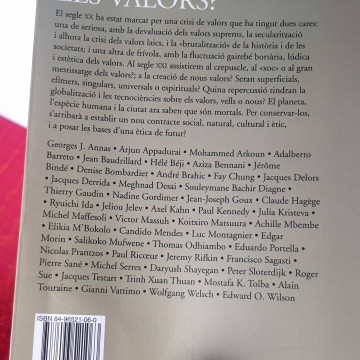 ELS VALORS?
El segle XX ha estat marcat per una crisi de valors que ha tingut dues cares:
una de seriosa, amb la devaluació dels valors suprems, la secularització
i alhora la crisi dels valors laics, i la «brutalització» de la història i de les
societats; i una altra de frívola, amb la fluctuació gairebé borsària, lúdica
i estètica dels valors. Al segle XXI assistirem al crepuscle, al «xoc» o al gran
mestissatge dels valors?; a la creació de nous valors? Seran superficials,
efímers, singulars, universals o espirituals? Quina repercussió tindran la
globalització i les tecnociències sobre els valors, vells o nous? El planeta,
l'espècie humana i la ciutat ara saben que són mortals. Per conservar-los,
s'arribarà a establir un nou contracte social, natural, cultural i ètic,
i a posar les bases d'una ètica de futur?
Georges J. Annas • Arjun Appadurai • Mohammed Arkoun • Adalberto
Barreto • Jean Baudrillard • Hélé Béji • Aziza Bennani • Jérôme
Bindé • Denise Bombardier • André Brahic • Fay Chung • Jacques Delors
• Jacques Derrida • Meghnad Desai • Souleymane Bachir Diagne •
Thierry Gaudin • Nadine Gordimer • Jean-Joseph Goux • Claude Hagège
• Ryuichi Ida • Jeliou Jelev • Axel Kahn • Paul Kennedy • Julia Kristeva •
Michel Maffesoli • Victor Massuh • Koitxiro Matsuura • Achille Mbembe
• Elikia M'Bokolo • Candido Mendes • Luc Montagnier • Edgar
Morin • Salikoko Mufwene • Thomas Odhiambo • Eduardo Portella •
Nicolas Prantzos • Paul Ricœur • Jeremy Rifkin • Francisco Sagasti •
Pierre Sané • Michel Serres • Daryush Shayegan • Peter Sloterdijk • Roger
Sue • Jacques Testart • Trinh Xuan Thuan • Mostafa K. Tolba • Alain
Touraine • Gianni Vattimo • Wolfgang Welsch • Edward O. Wilson
ISBN 84-96521-06-0